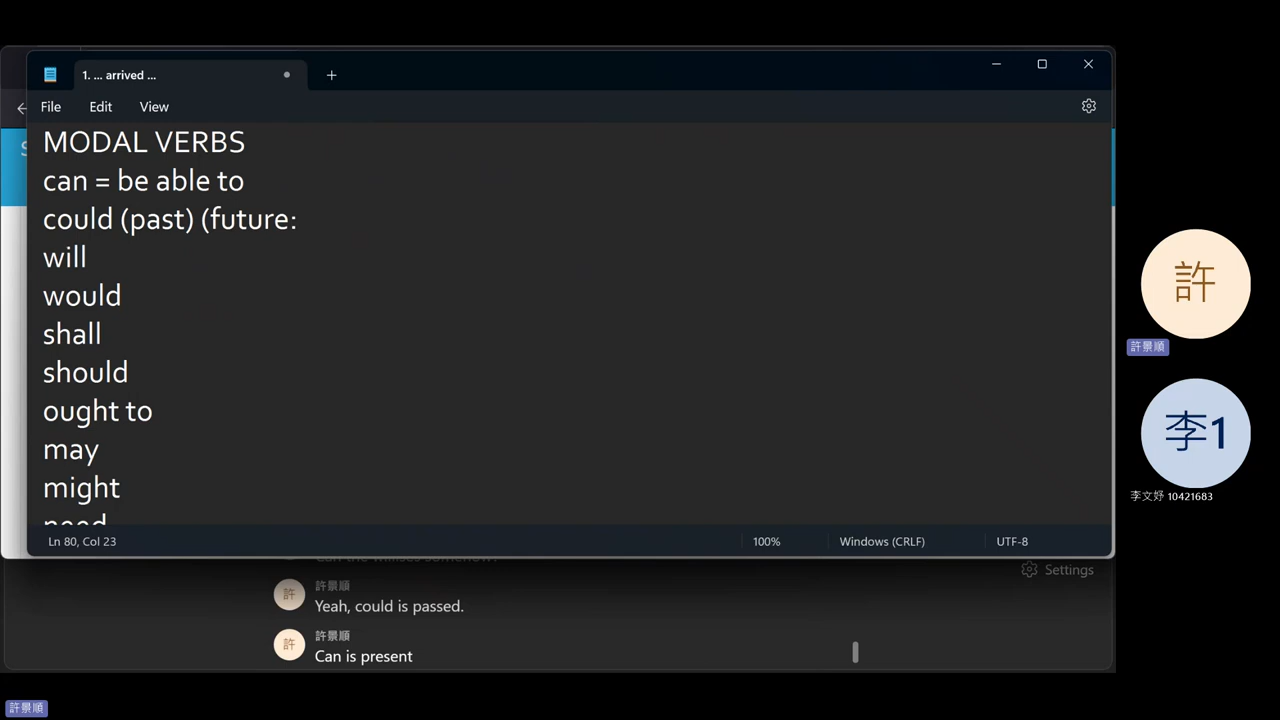 1. ... arrived ...
File Edit View
S
MODAL VERBS
can = be able to
could (past) (future:
will
would
shall
should
ought to
may
might
need
Ln 80, Col 23 100% Windows (CRLF) UTF-8
Settings
許景順
許 Yeah, could is passed.
許景順
許 Can is present
許
許景順
李1
李文妤 10421683
許景順